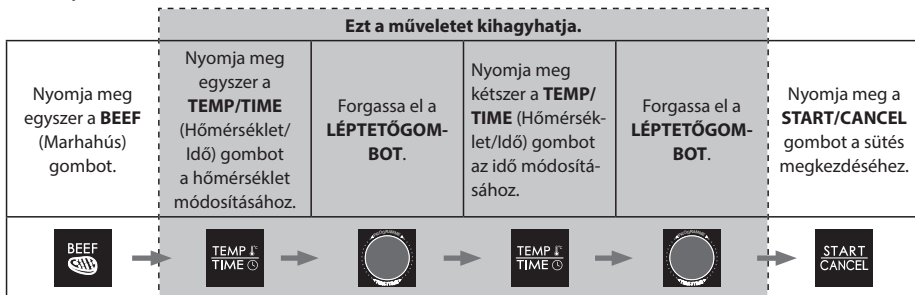 Ezt a műveletet kihagyhatja.
Nyomja meg
egyszer a BEEF
(Marhahús)
gombot.
Nyomja meg
egyszer a
TEMP/TIME
(Hőmérséklet/
Idő) gombot
a hőmérséklet
módosításához.
Forgassa el a
LÉPTETŐGOM-
BOT.
Nyomja meg
kétszer a TEMP/
TIME (Hőmérsék-
let/Idő) gombot
az idő módosítá-
sához.
Forgassa el a
LÉPTETŐGOM-
BOT.
Nyomja meg a
START/CANCEL
gombot a sütés
megkezdéséhez.
BEEF
TEMP
TIME
TEMP
TIME
START
CANCEL